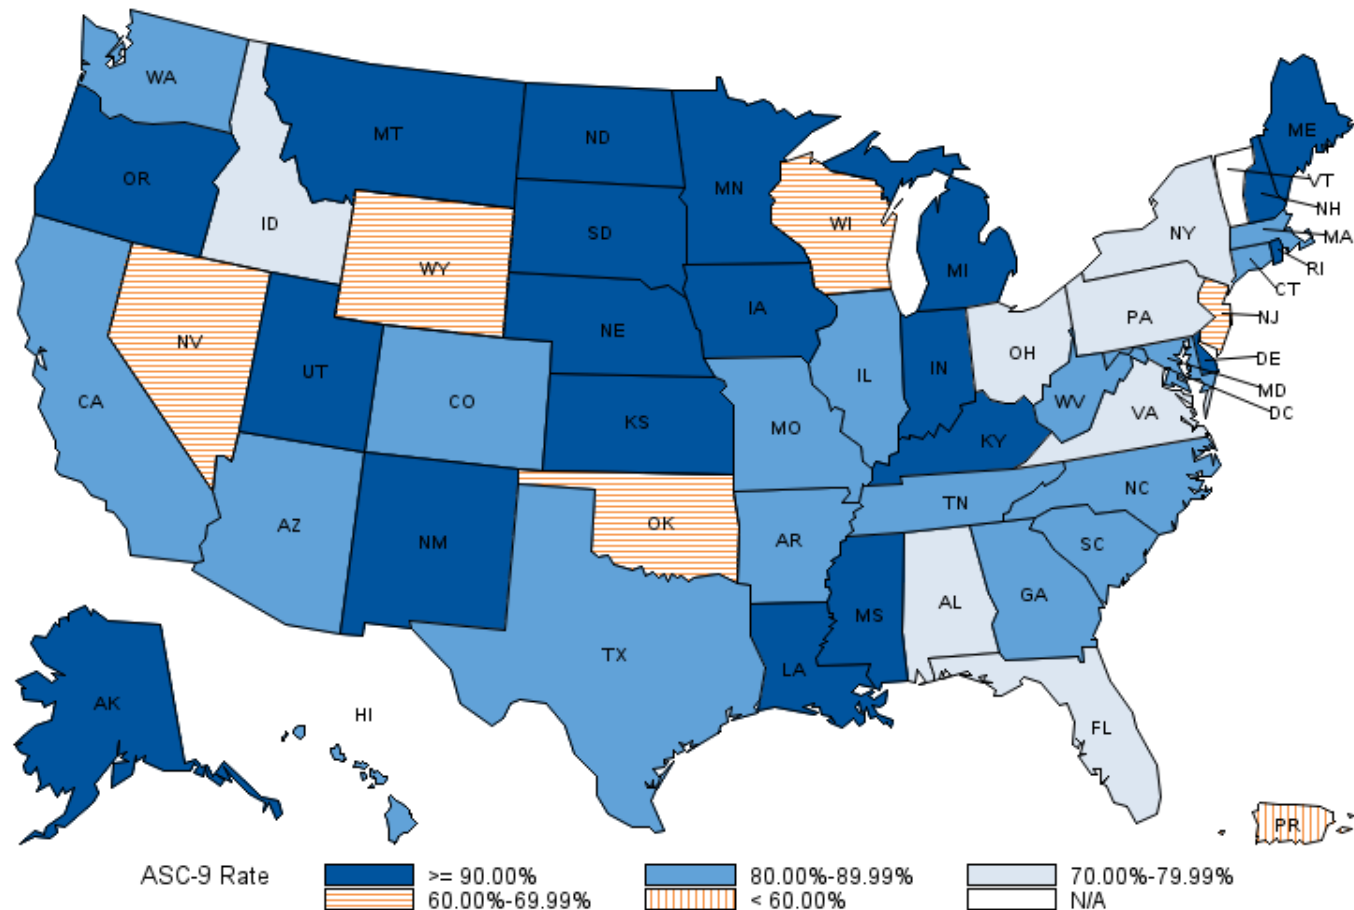 WA
ME
MT
ND
VT
OR
MN
NH
ID
WI
NY
MA
SD
RI
WY
MI
CT
IA
NJ
PA
NE
NV
OH
DE
UT
IL
IN
MD
CA
CO
WV
DC
VA
KS
MO
KY
NC
TN
AZ
OK
NM
AR
SC
GA
AL
MS
TX
LA
AK
HI
FL
PR
ASC-9 Rate
>= 90.00%
80.00%-89.99%
70.00%-79.99%
60.00%-69.99%
< 60.00%
N/A